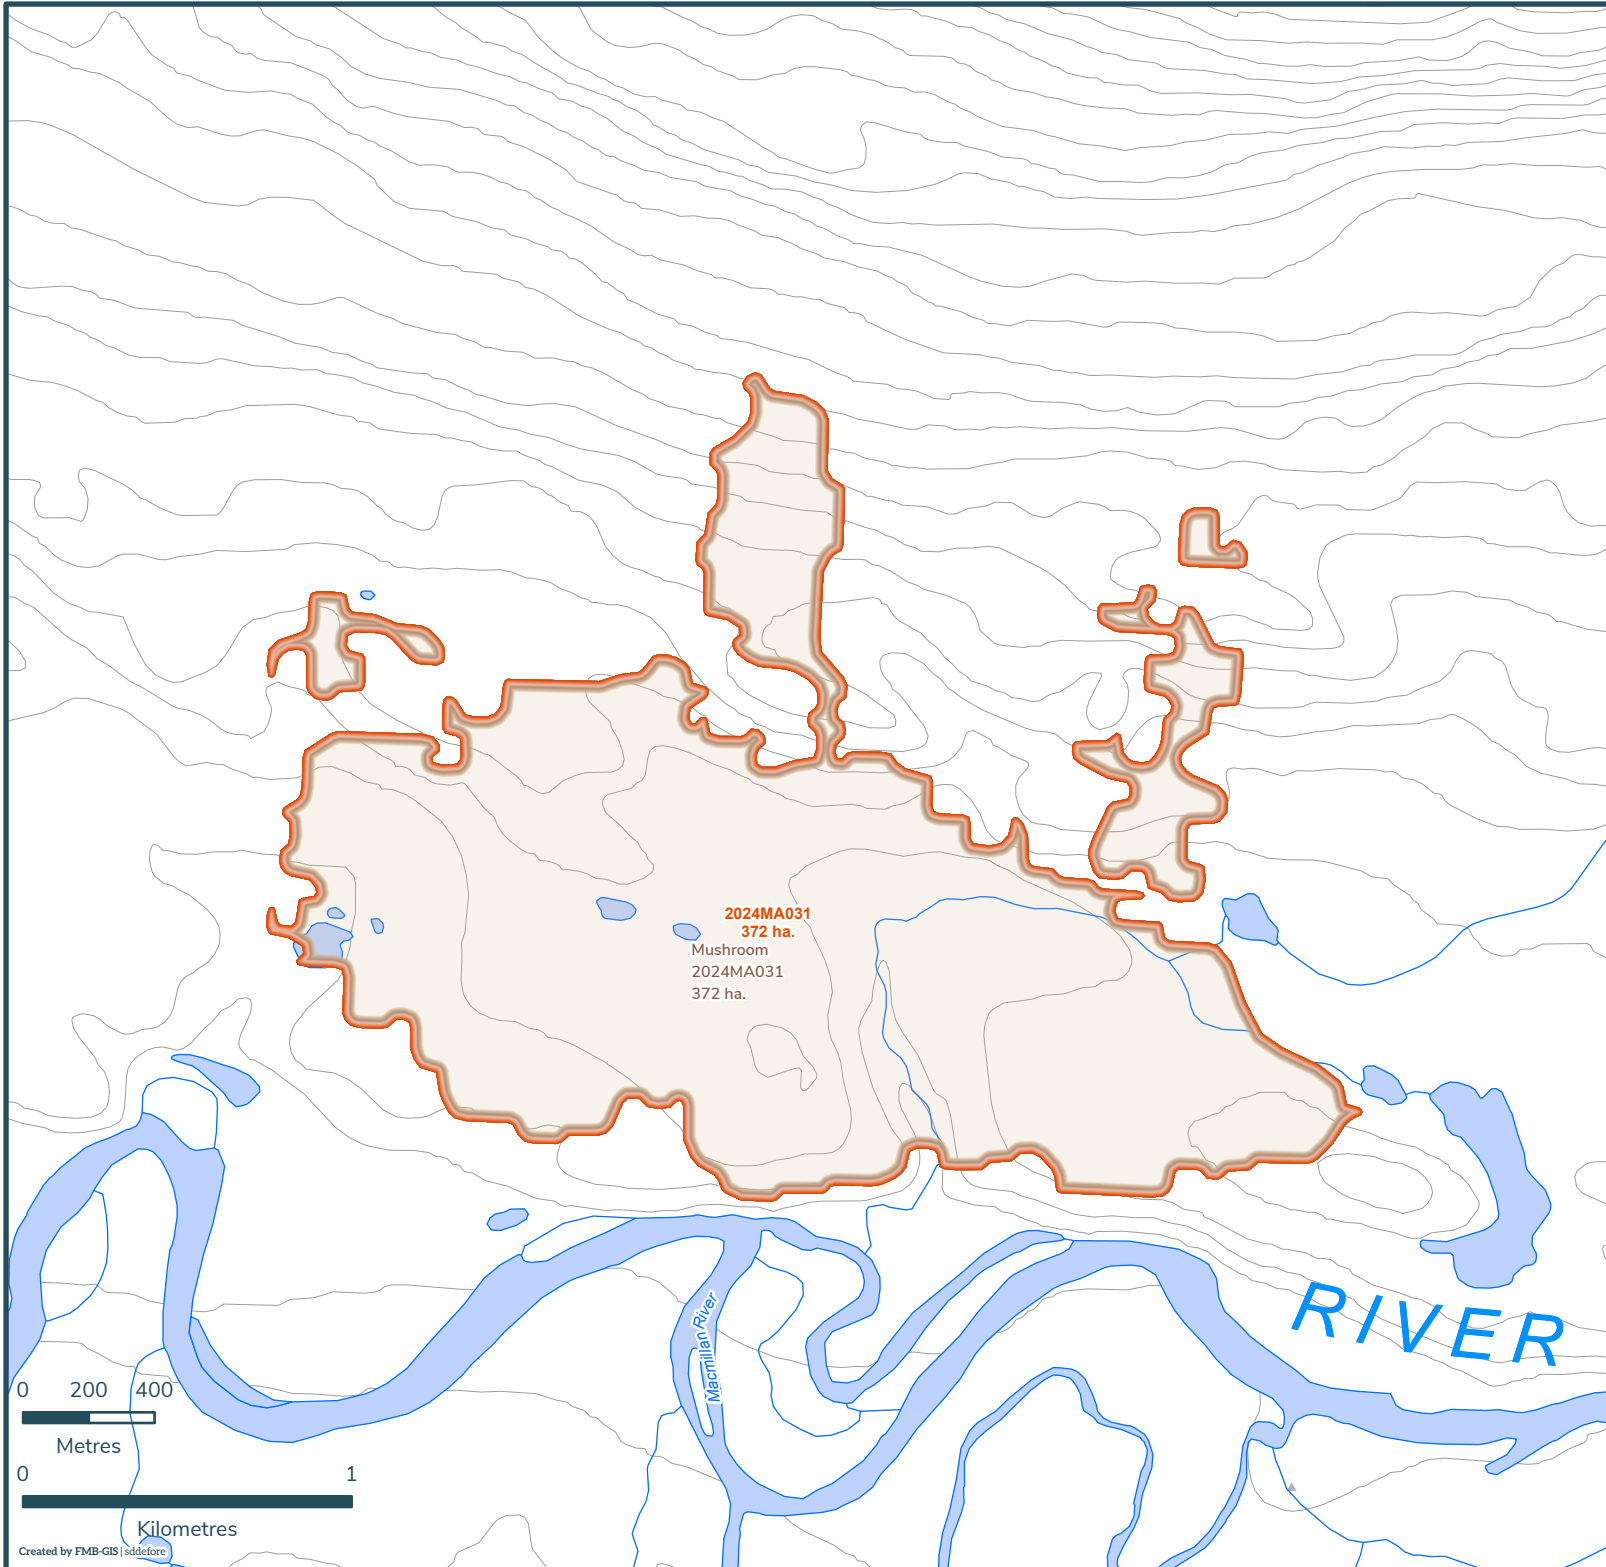 2024MA031
372 ha.
Mushroom
2024MA031
372 ha.
RIVER
Macmillan River
0 200 400
Metres
0 1
Kilometres
Created by FMB-GIS | sddefore